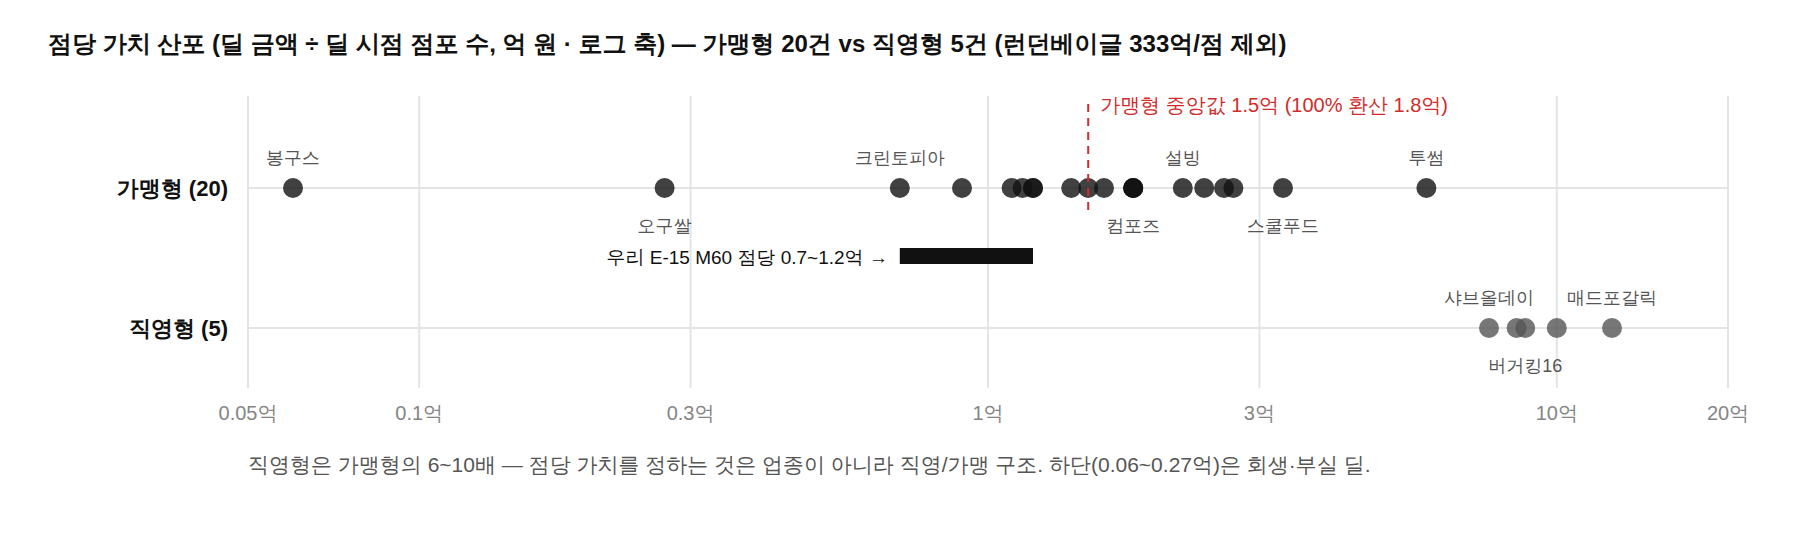 점당 가치 산포 (딜 금액 ÷ 딜 시점 점포 수, 억 원 · 로그 축) — 가맹형 20건 vs 직영형 5건 (런던베이글 333억/점 제외)
가맹형 중앙값 1.5억 (100% 환산 1.8억)
봉구스
크린토피아
설빙
투썸
가맹형 (20)
오구쌀
컴포즈
스쿨푸드
우리 E-15 M60 점당 0.7~1.2억 →
샤브올데이
매드포갈릭
직영형 (5)
버거킹16
0.05억
0.1억
0.3억
1억
3억
10억
20억
직영형은 가맹형의 6~10배 — 점당 가치를 정하는 것은 업종이 아니라 직영/가맹 구조. 하단(0.06~0.27억)은 회생·부실 딜.